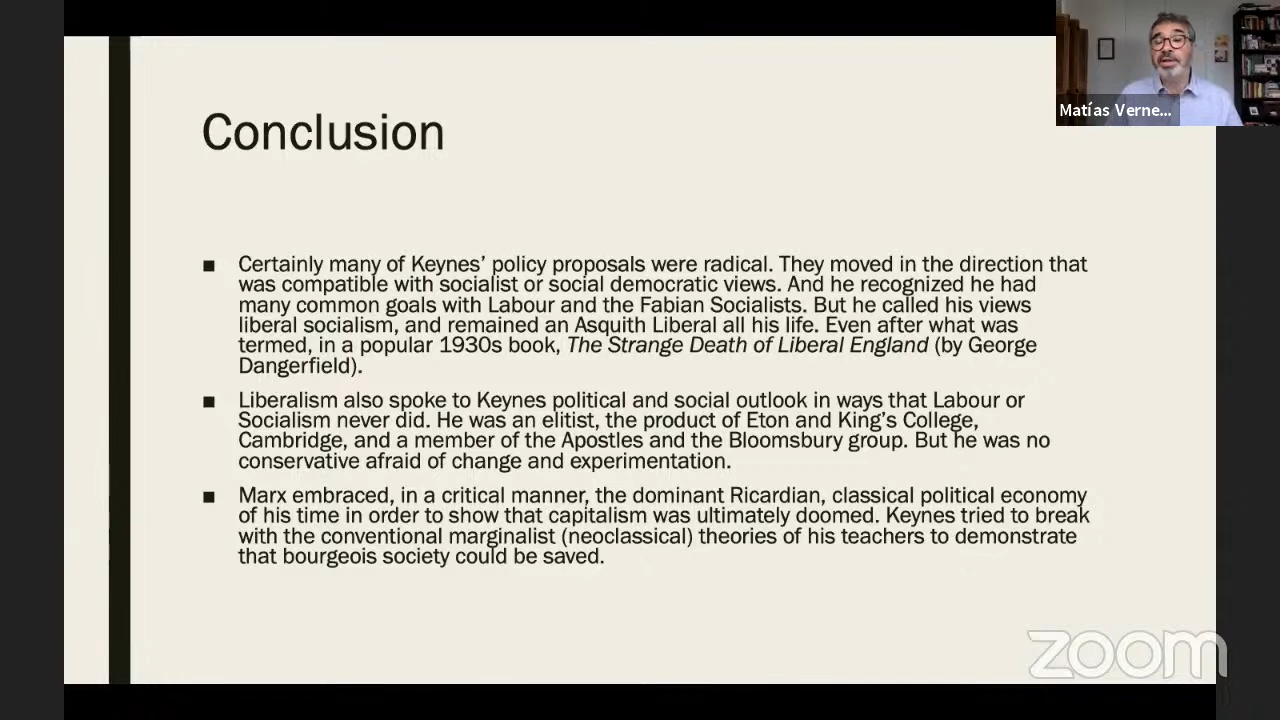 Matías Verne...
Conclusion
■ Certainly many of Keynes’ policy proposals were radical. They moved in the direction that
was compatible with socialist or social democratic views. And he recognized he had
many common goals with Labour and the Fabian Socialists. But he called his views
liberal socialism, and remained an Asquith Liberal all his life. Even after what was
termed, in a popular 1930s book, The Strange Death of Liberal England (by George
Dangerfield).
■ Liberalism also spoke to Keynes political and social outlook in ways that Labour or
Socialism never did. He was an elitist, the product of Eton and King’s College,
Cambridge, and a member of the Apostles and the Bloomsbury group. But he was no
conservative afraid of change and experimentation.
■ Marx embraced, in a critical manner, the dominant Ricardian, classical political economy
of his time in order to show that capitalism was ultimately doomed. Keynes tried to break
with the conventional marginalist (neoclassical) theories of his teachers to demonstrate
that bourgeois society could be saved.
zoom